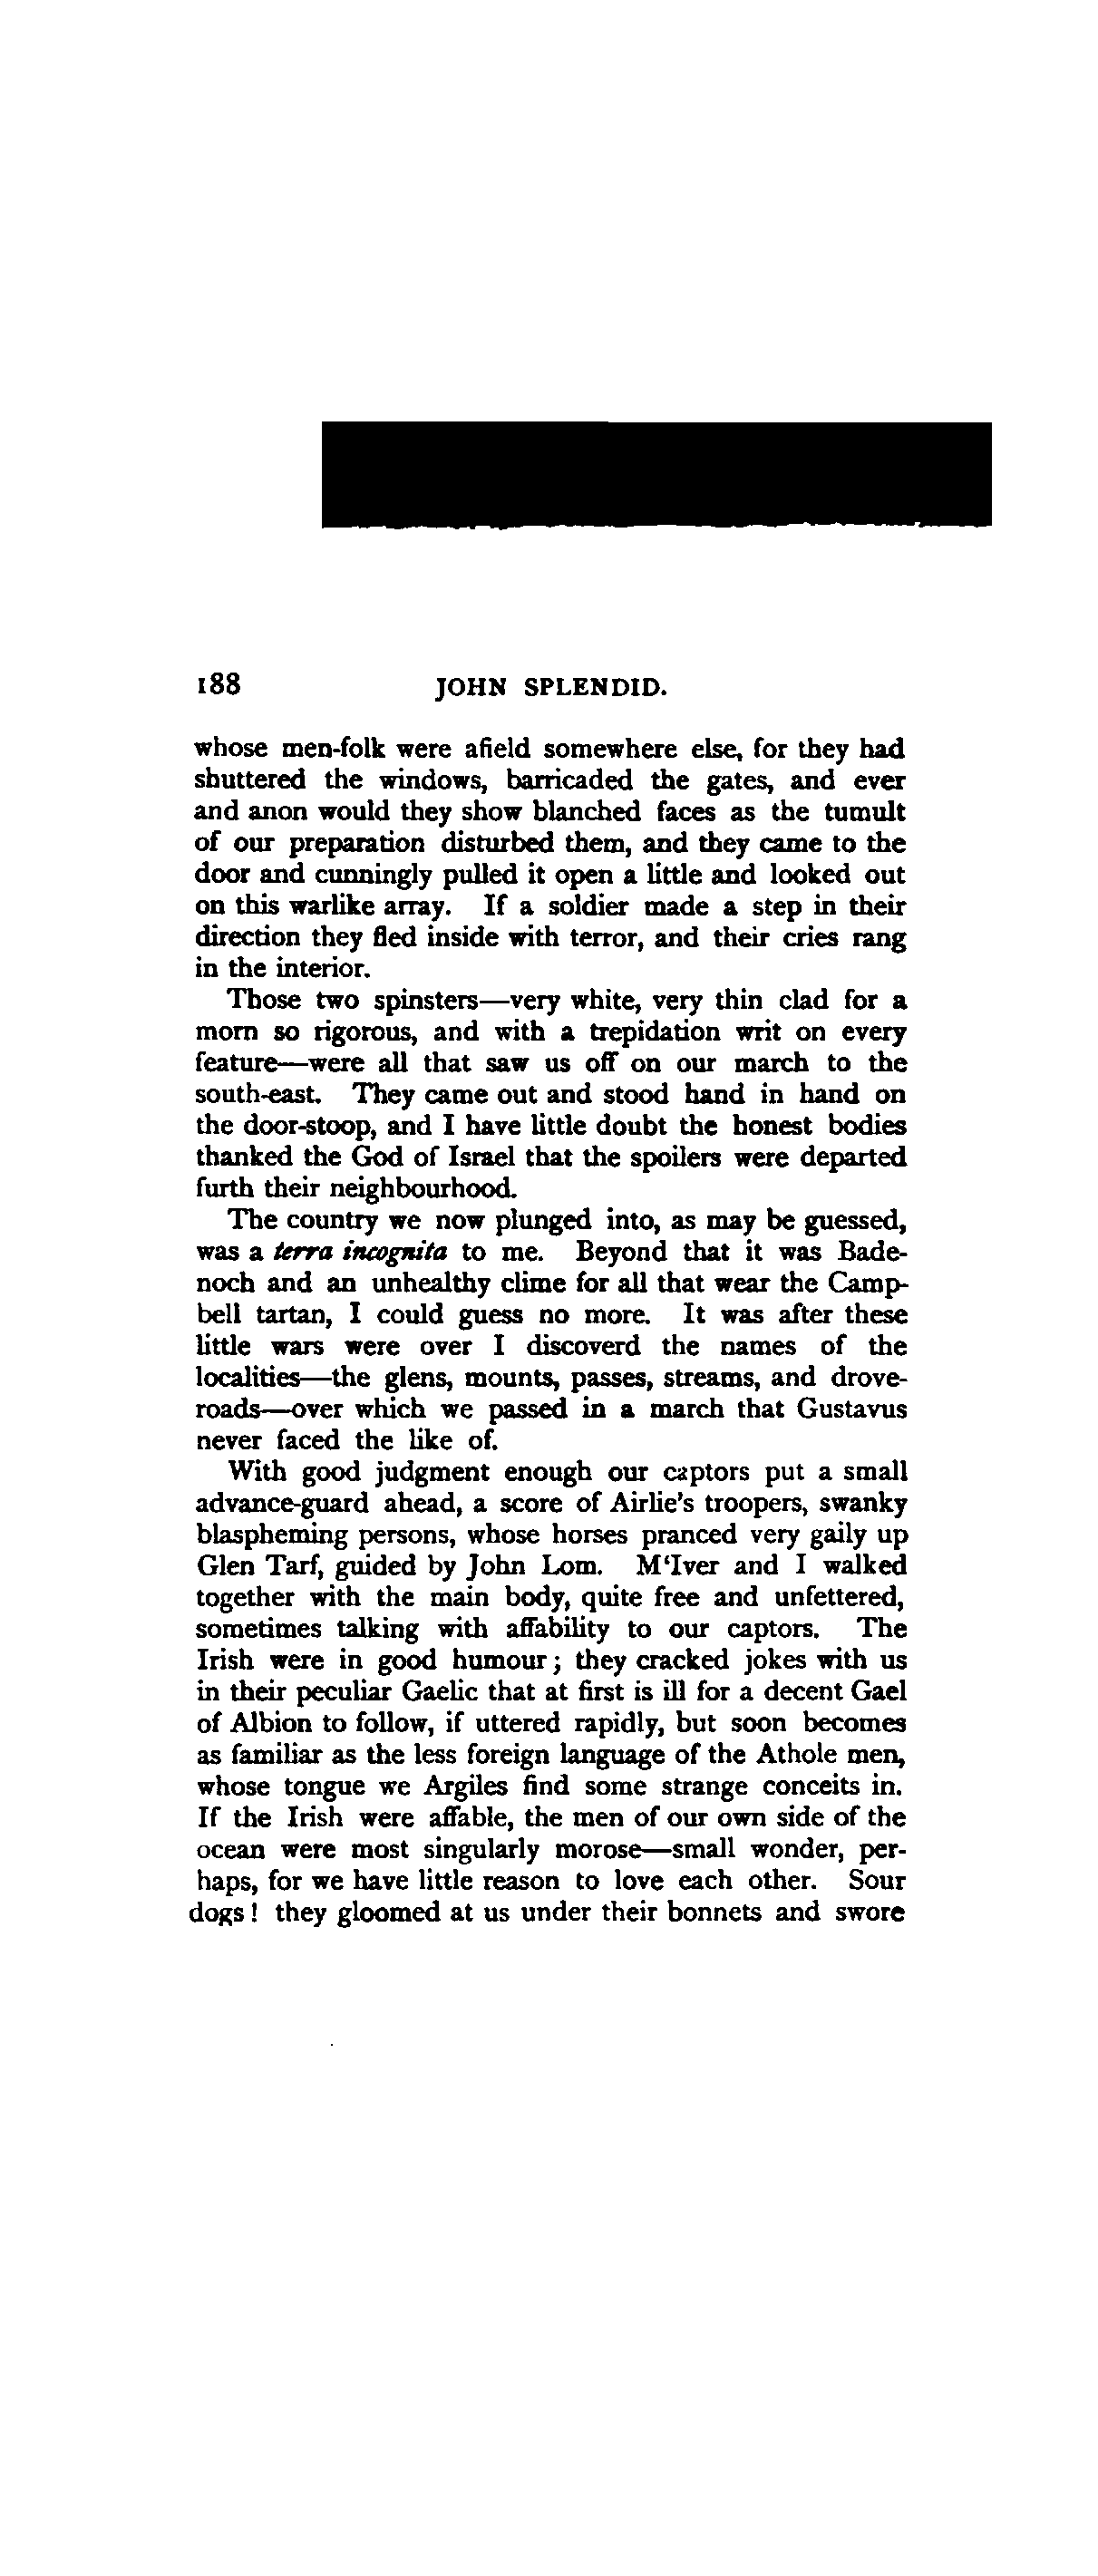 188 JOHN SPLENDID.
whose men-folk were afield somewhere else, for they had
shuttered the windows, barricaded the gates, and ever
and anon would they show blanched faces as the tumult
of our preparation disturbed them, and they came to the
door and cunningly pulled it open a little and looked out
on this warlike array. If a soldier made a step in their
direction they fled inside with terror, and their cries rang
in the interior.
Those two spinsters—very white, very thin clad for a
morn so rigorous, and with a trepidation writ on every
feature—were all that saw us off on our march to the
south-east. They came out and stood hand in hand on
the door-stoop, and I have little doubt the honest bodies
thanked the God of Israel that the spoilers were departed
furth their neighbourhood.
The country we now plunged into, as may be guessed,
was a terra incognita to me. Beyond that it was Bade-
noch and an unhealthy clime for all that wear the Camp-
bell tartan, I could guess no more. It was after these
little wars were over I discoverd the names of the
localities—the glens, mounts, passes, streams, and drove-
roads—over which we passed in a march that Gustavus
never faced the like of.
With good judgment enough our captors put a small
advance-guard ahead, a score of Airlie's troopers, swanky
blaspheming persons, whose horses pranced very gaily up
Glen Tarf, guided by John Lom. M‘Iver and I walked
together with the main body, quite free and unfettered,
sometimes talking with affability to our captors. The
Irish were in good humour; they cracked jokes with us
in their peculiar Gaelic that at first is ill for a decent Gael
of Albion to follow, if uttered rapidly, but soon becomes
as familiar as the less foreign language of the Athole men,
whose tongue we Argiles find some strange conceits in.
If the Irish were affable, the men of our own side of the
ocean were most singularly morose—small wonder, per-
haps, for we have little reason to love each other. Sour
dogs! they gloomed at us under their bonnets and swore